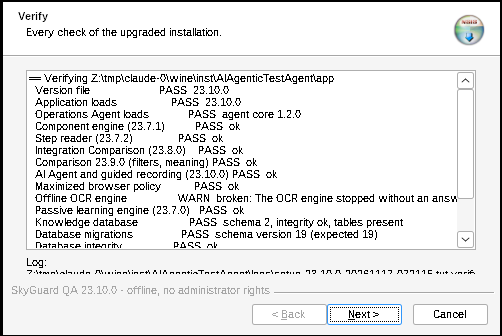 Verify
Every check of the upgraded installation.
== Verifying Z:\tmp\claude-0\wine\inst\AIAgenticTestAgent\app
Version file PASS 23.10.0
Application loads PASS 23.10.0
Operations Agent loads PASS agent core 1.2.0
Component engine (23.7.1) PASS ok
Step reader (23.7.2) PASS ok
Integration Comparison (23.8.0) PASS ok
Comparison 23.9.0 (filters, meaning) PASS ok
AI Agent and guided recording (23.10.0) PASS ok
Maximized browser policy PASS ok
Offline OCR engine WARN broken: The OCR engine stopped without an answ
Passive learning engine (23.7.0) PASS ok
Knowledge database PASS schema 2, integrity ok, tables present
Database migrations PASS schema version 19 (expected 19)
Database integrity PASS ok
Log:
SkyGuard QA 23.10.0 - offline, no administrator rights
< Back
Next >
Cancel